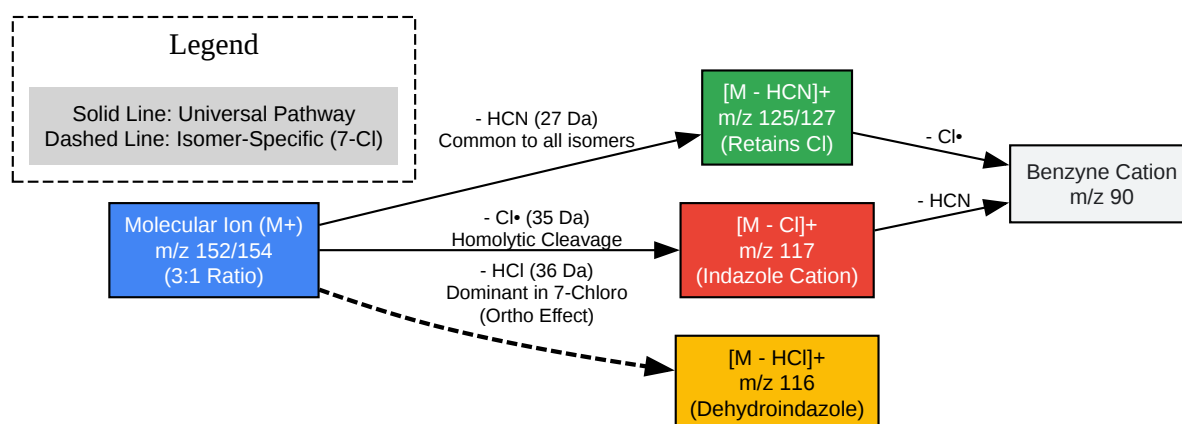 Legend
Solid Line: Universal Pathway
Dashed Line: Isomer-Specific (7-Cl)
Molecular Ion (M+)
m/z 152/154
(3:1 Ratio)
- HCN (27 Da)
Common to all isomers
- Cl• (35 Da)
Homolytic Cleavage
- HCl (36 Da)
Dominant in 7-Chloro
(Ortho Effect)
[M - HCN]+
m/z 125/127
(Retains Cl)
[M - Cl]+
m/z 117
(Indazole Cation)
[M - HCl]+
m/z 116
(Dehydroindazole)
- Cl•
- HCN
Benzyne Cation
m/z 90